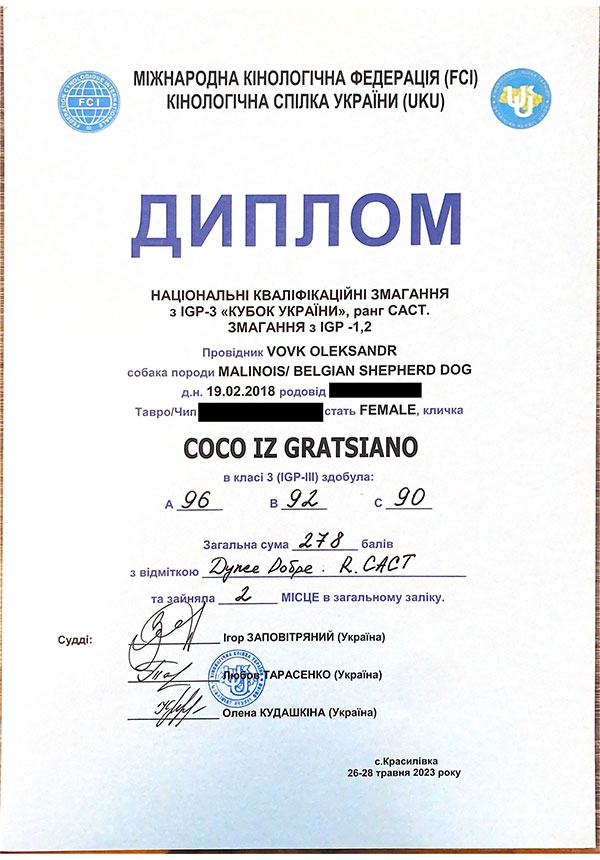 МІЖНАРОДНА КІНОЛОГІЧНА ФЕДЕРАЦІЯ (FCI)
КІНОЛОГІЧНА СПІЛКА УКРАЇНИ (UKU)
FCI
ДИПЛОМ
НАЦІОНАЛЬНІ КВАЛІФІКАЦІЙНІ ЗМАГАННЯ
з IGP-3 «КУБОК УКРАЇНИ», ранг САСТ.
ЗМАГАННЯ з IGP -1,2
Провідник VOVK OLEKSANDR
собака породи MALINOIS/ BELGIAN SHEPHERD DOG
д.н. 19.02.2018 родовід
Тавро/Чип стать FEMALE, кличка
COCO IZ GRATSIANO
в класі 3 (IGP-III) здобула:
А 96 В 92 С 90
Загальна сума 278 балів
з відміткою Дуже Добре. R. CACT
та зайняла 2 МІСЦЕ в загальному заліку.
Судді: Ігор ЗАПОВІТРЯНИЙ (Україна)
Любов ТАРАСЕНКО (Україна)
Олена КУДАШКІНА (Україна)
с.Красилівка
26-28 травня 2023 року